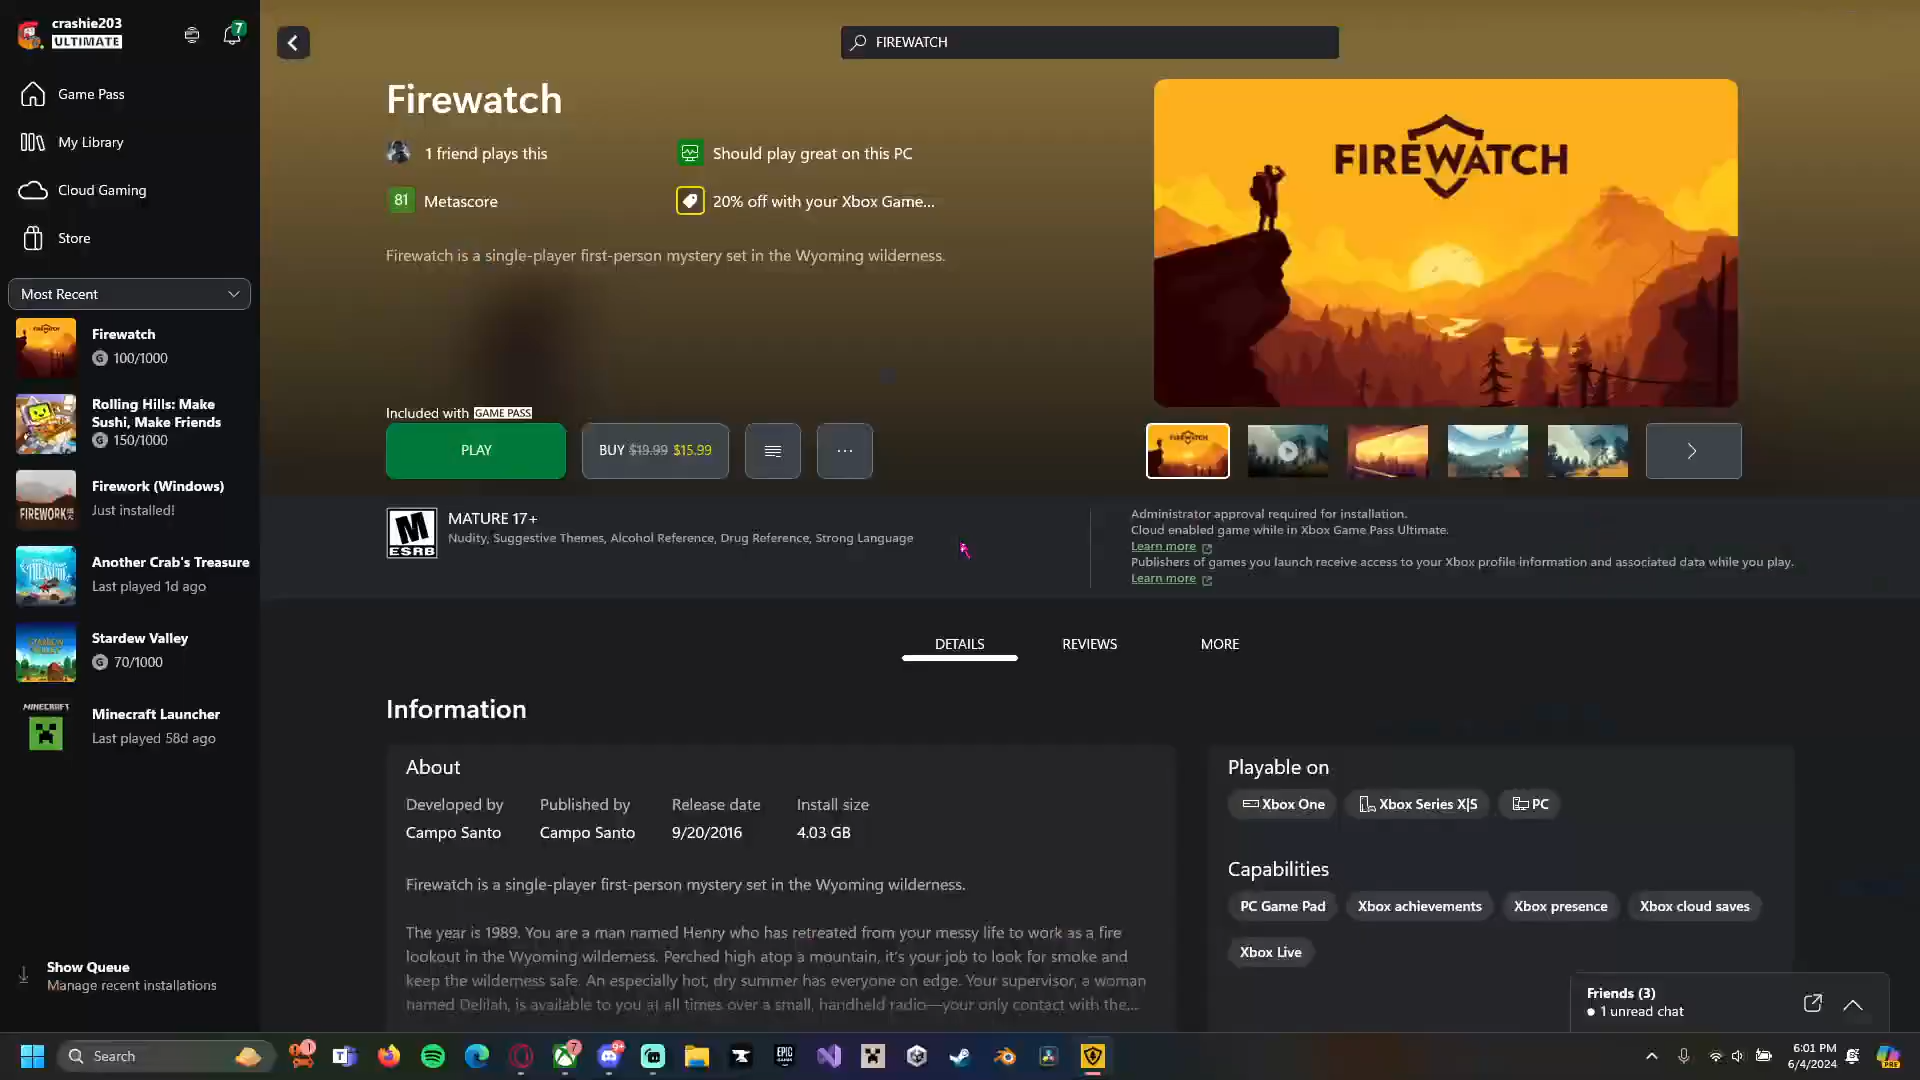 crashie203
ULTIMATE
7
Game Pass
My Library
Cloud Gaming
Store
Most Recent
Firewatch
G 100/1000
Rolling Hills: Make
Sushi, Make Friends
G 150/1000
FIREWORK
Firework (Windows)
Just installed!
Another Crab's Treasure
Last played 1d ago
Stardew Valley
G 70/1000
MINECRAFT
Minecraft Launcher
Last played 58d ago
Show Queue
Manage recent installations
FIREWATCH
Firewatch
1 friend plays this
Should play great on this PC
81 Metascore
20% off with your Xbox Game...
Firewatch is a single-player first-person mystery set in the Wyoming wilderness.
Included with GAME PASS
PLAY
BUY $19.99 $15.99
FIREWATCH
FIREWATCH
M
ESRB
MATURE 17+
Nudity, Suggestive Themes, Alcohol Reference, Drug Reference, Strong Language
Administrator approval required for installation.
Cloud enabled game while in Xbox Game Pass Ultimate.
Learn more
Publishers of games you launch receive access to your Xbox profile information and associated data while you play.
Learn more
DETAILS REVIEWS MORE
Information
About
Developed by Published by Release date Install size
Campo Santo Campo Santo 9/20/2016 4.03 GB
Firewatch is a single-player first-person mystery set in the Wyoming wilderness.
The year is 1989. You are a man named Henry who has retreated from your messy life to work as a fire
lookout in the Wyoming wilderness. Perched high atop a mountain, it's your job to look for smoke and
keep the wilderness safe. An especially hot, dry summer has everyone on edge. Your supervisor, a woman
named Delilah, is available to you at all times over a small, handheld radio—your only contact with the...
Playable on
Xbox One Xbox Series X|S PC
Capabilities
PC Game Pad Xbox achievements Xbox presence Xbox cloud saves
Xbox Live
Friends (3)
1 unread chat
Search
1
7
9+
EPIC
GAMES
6:01 PM
6/4/2024
PRE